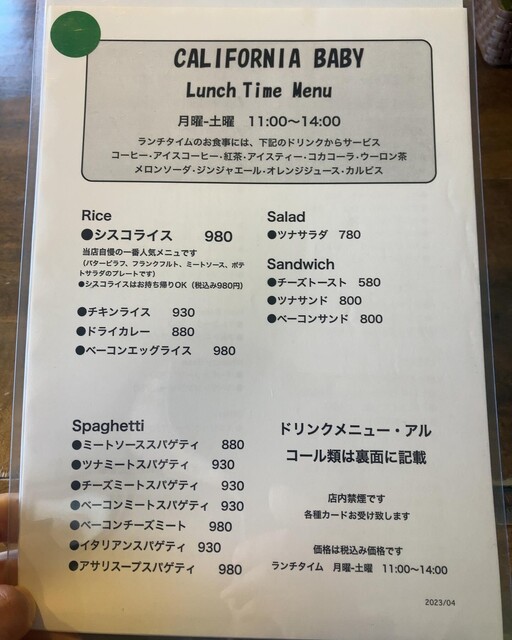 CALIFORNIA BABY
Lunch Time Menu
月曜-土曜 11:00〜14:00
ランチタイムのお食事には、下記のドリンクからサービス
コーヒー・アイスコーヒー・紅茶・アイスティー・コカコーラ・ウーロン茶
メロンソーダ・ジンジャエール・オレンジジュース・カルピス
Rice
●シスコライス 980
当店自慢の一番人気メニュです
(バターピラフ、フランクフルト、ミートソース、ポテ
トサラダのプレートです)
●シスコライスはお持ち帰りOK(税込み980円)
●チキンライス 930
●ドライカレー 880
●ベーコンエッグライス 980
Salad
●ツナサラダ 780
Sandwich
●チーズトースト 580
●ツナサンド 800
●ベーコンサンド 800
Spaghetti
●ミートソーススパゲティ 880
●ツナミートスパゲティ 930
●チーズミートスパゲティ 930
●ベーコンミートスパゲティ 930
●ベーコンチーズミート 980
●イタリアンスパゲティ 930
●アサリスープスパゲティ 980
ドリンクメニュー・アル
コール類は裏面に記載
店内禁煙です
各種カードお受け致します
価格は税込み価格です
ランチタイム 月曜-土曜 11:00〜14:00
2023/04